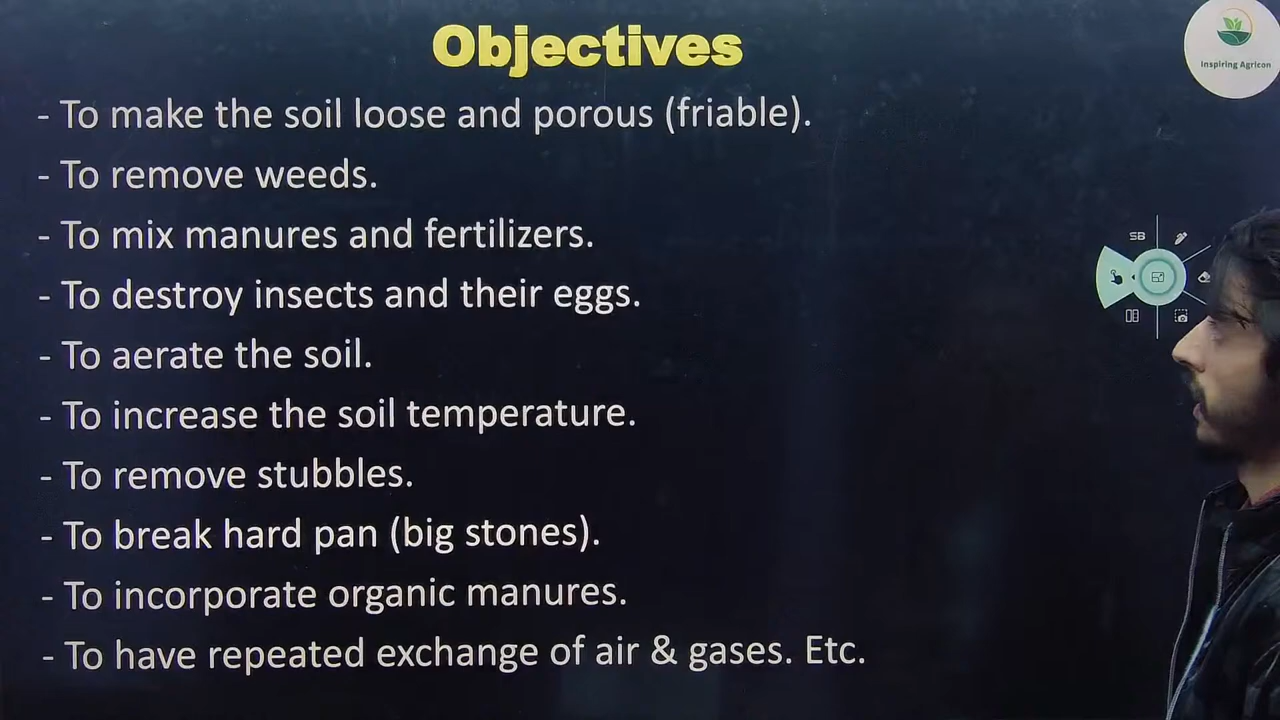 Objectives
- To make the soil loose and porous (friable).
- To remove weeds.
- To mix manures and fertilizers.
- To destroy insects and their eggs.
- To aerate the soil.
- To increase the soil temperature.
- To remove stubbles.
- To break hard pan (big stones).
- To incorporate organic manures.
- To have repeated exchange of air & gases. Etc.
Inspiring Agricon
SB